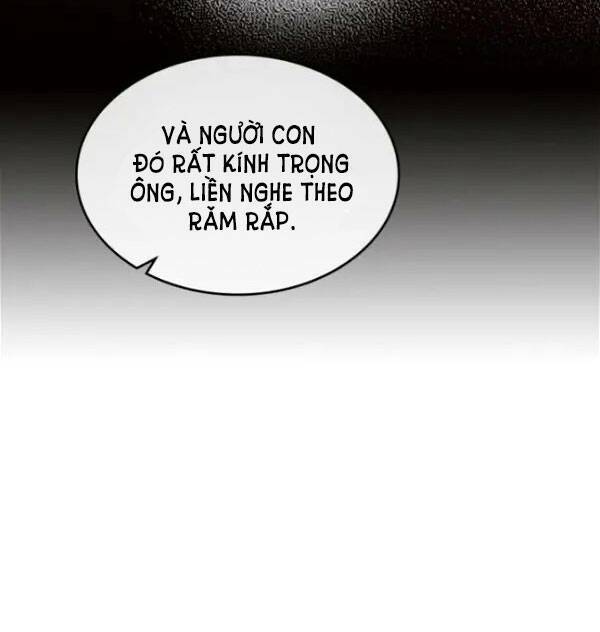 VÀ NGƯỜI CON
ĐÓ RẤT KÍNH TRỌNG
ÔNG, LIỀN NGHE THEO
RĂM RẮP.